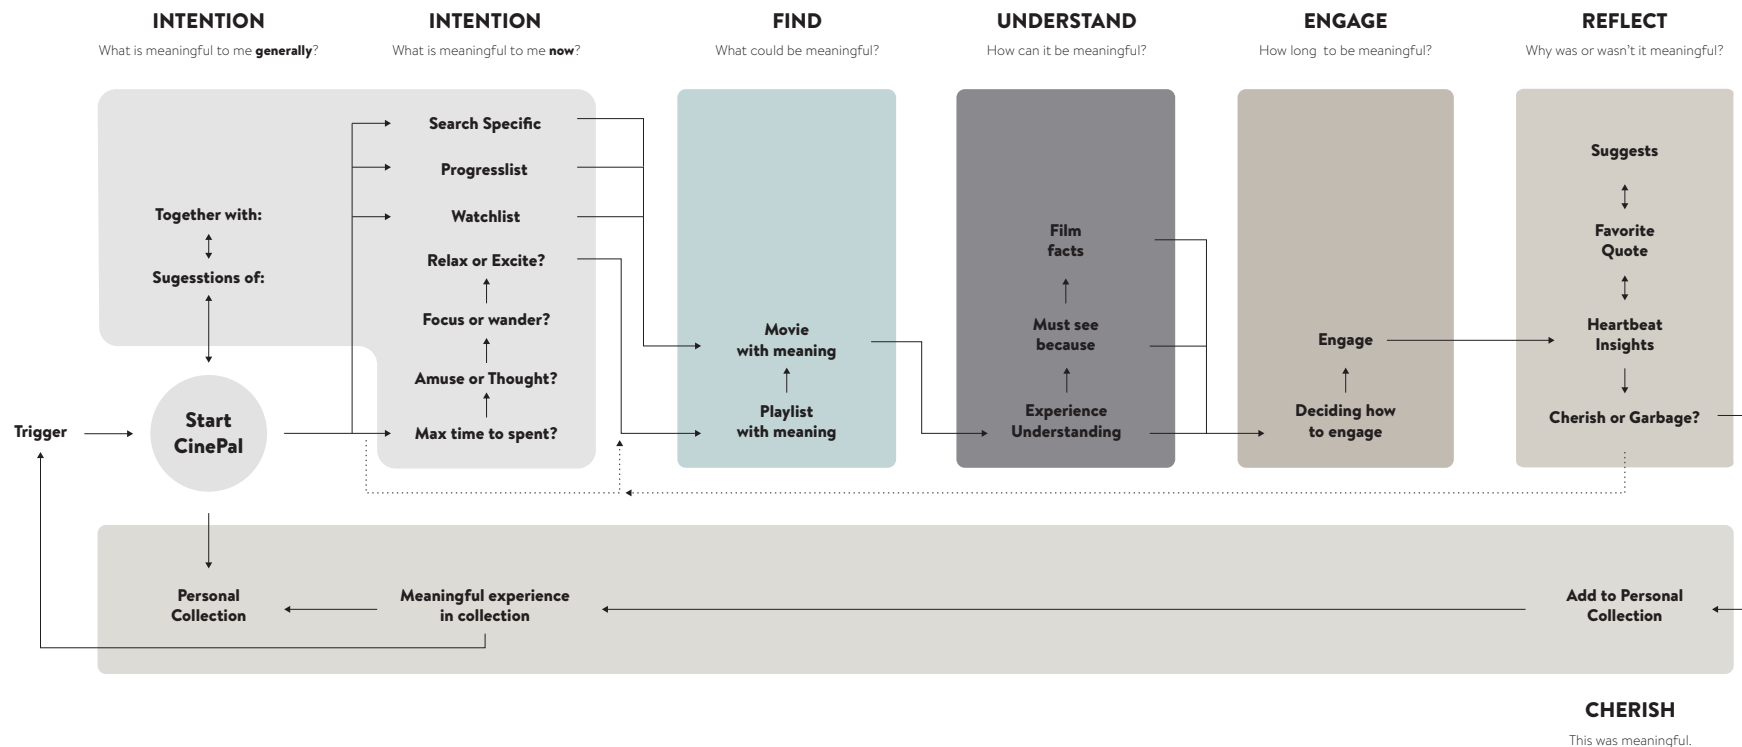 INTENTION
What is meaningful to me generally?
INTENTION
What is meaningful to me now?
FIND
What could be meaningful?
UNDERSTAND
How can it be meaningful?
ENGAGE
How long to be meaningful?
REFLECT
Why was or wasn't it meaningful?
Together with:
Sugesstions of:
Start
CinePal
Trigger
Search Specific
Progresslist
Watchlist
Relax or Excite?
Focus or wander?
Amuse or Thought?
Max time to spent?
Movie
with meaning
Playlist
with meaning
Film
facts
Must see
because
Experience
Understanding
Engage
Deciding how
to engage
Suggests
Favorite
Quote
Heartbeat
Insights
Cherish or Garbage?
Personal
Collection
Meaningful experience
in collection
Add to Personal
Collection
CHERISH
This was meaningful.